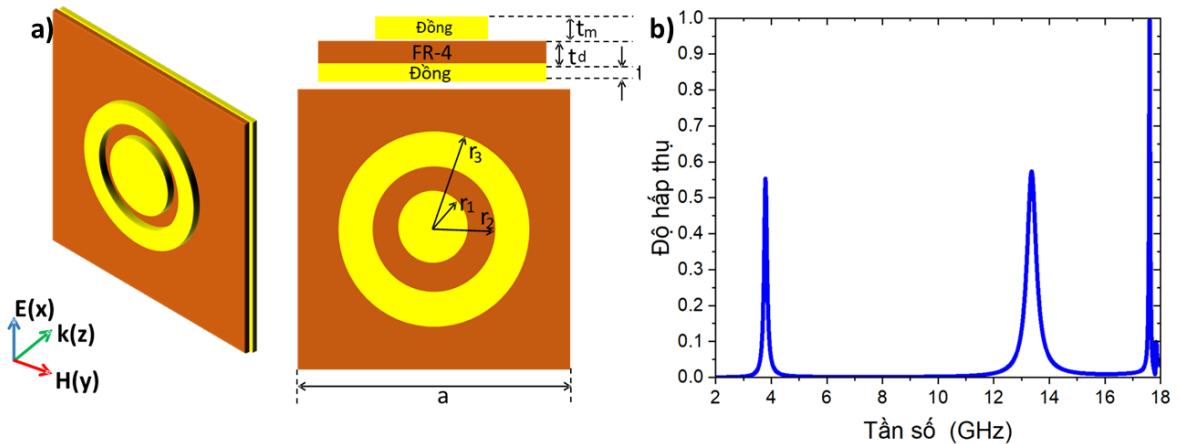 a)
Đồng
tm
FR-4
td
Đồng
r3
r1
r2
a
E(x)
k(z)
H(y)
b)
Độ hấp thụ
1.0
0.9
0.8
0.7
0.6
0.5
0.4
0.3
0.2
0.1
0.0
2 4 6 8 10 12 14 16 18
Tần số (GHz)